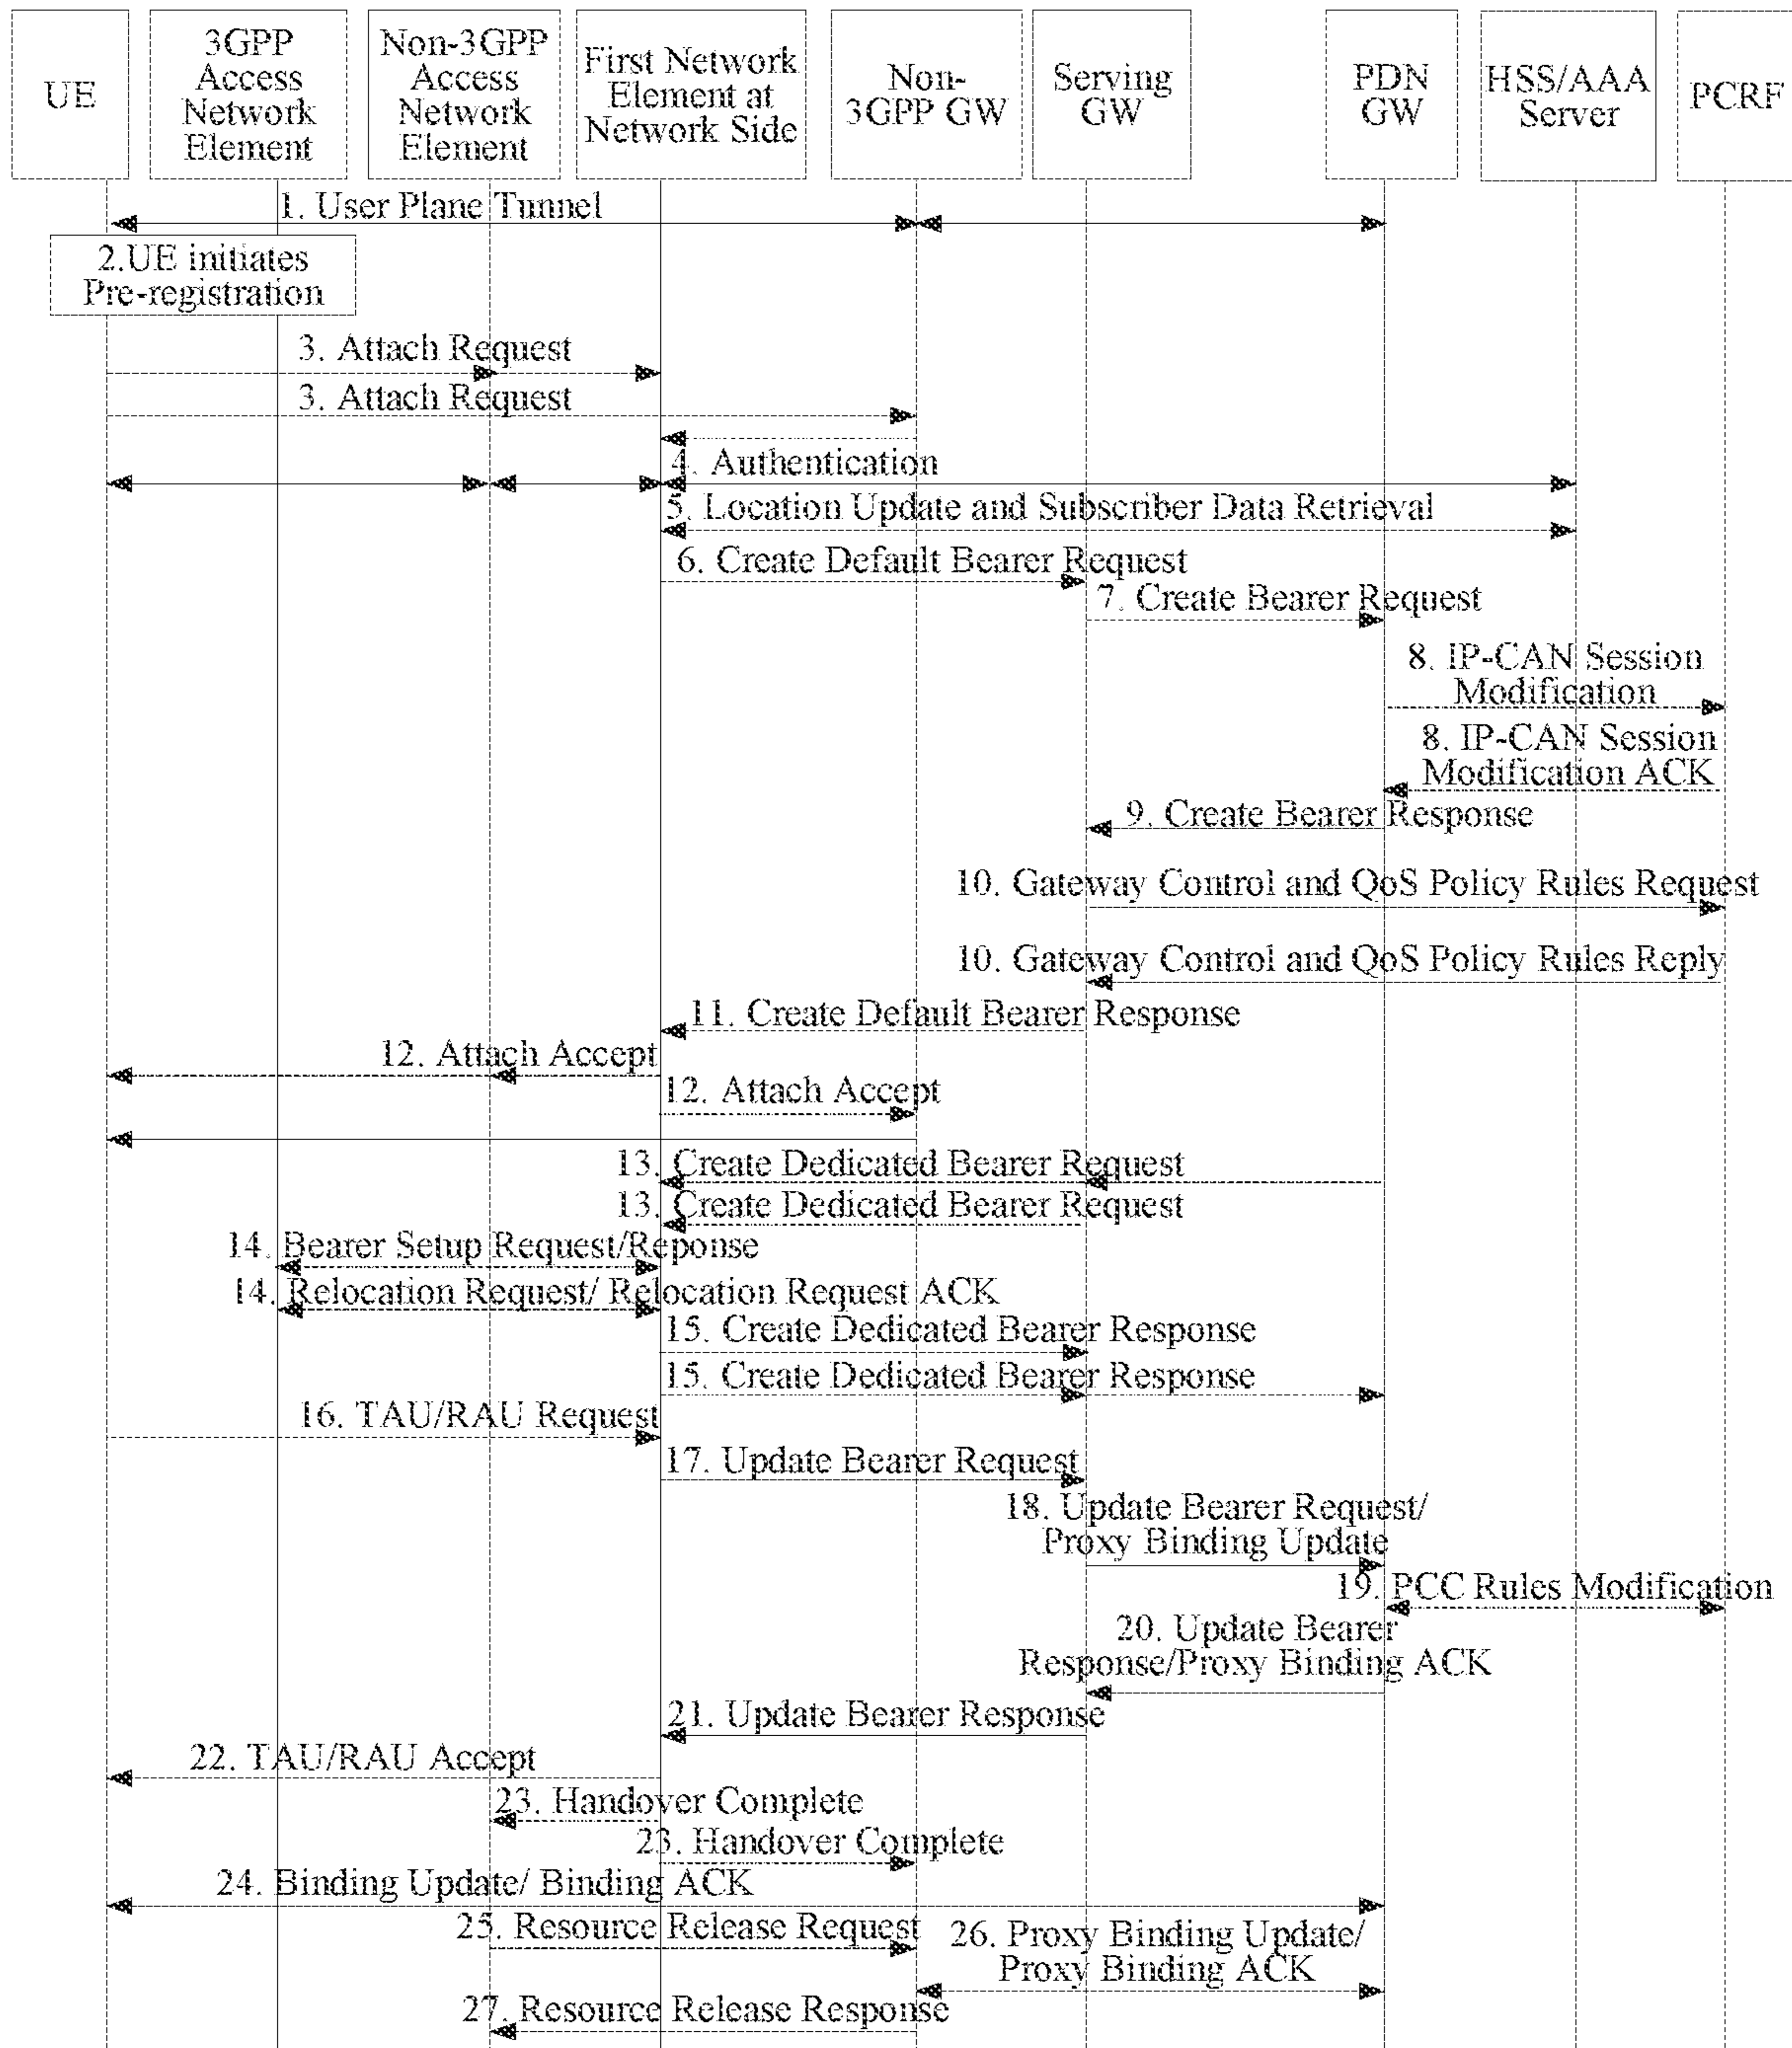 UE
3GPP
Access
Network
Element
Non-3GPP
Access
Network
Element
First Network
Element at
Network Side
Non-
3GPP GW
Serving
GW
PDN
GW
HSS/AAA
Server
PCRF
1. User Plane Tunnel
2.UE initiates
Pre-registration
3. Attach Request
3. Attach Request
4. Authentication
5. Location Update and Subscriber Data Retrieval
6. Create Default Bearer Request
7. Create Bearer Request
8. IP-CAN Session
Modification
8. IP-CAN Session
Modification ACK
9. Create Bearer Response
10. Gateway Control and QoS Policy Rules Request
10. Gateway Control and QoS Policy Rules Reply
11. Create Default Bearer Response
12. Attach Accept
12. Attach Accept
13. Create Dedicated Bearer Request
13. Create Dedicated Bearer Request
14. Bearer Setup Request/Reponse
14. Relocation Request/ Relocation Request ACK
15. Create Dedicated Bearer Response
15. Create Dedicated Bearer Response
16. TAU/RAU Request
17. Update Bearer Request
18. Update Bearer Request/
Proxy Binding Update
19. PCC Rules Modification
20. Update Bearer
Response/Proxy Binding ACK
21. Update Bearer Response
22. TAU/RAU Accept
23. Handover Complete
23. Handover Complete
24. Binding Update/ Binding ACK
25. Resource Release Request
26. Proxy Binding Update/
Proxy Binding ACK
27. Resource Release Response